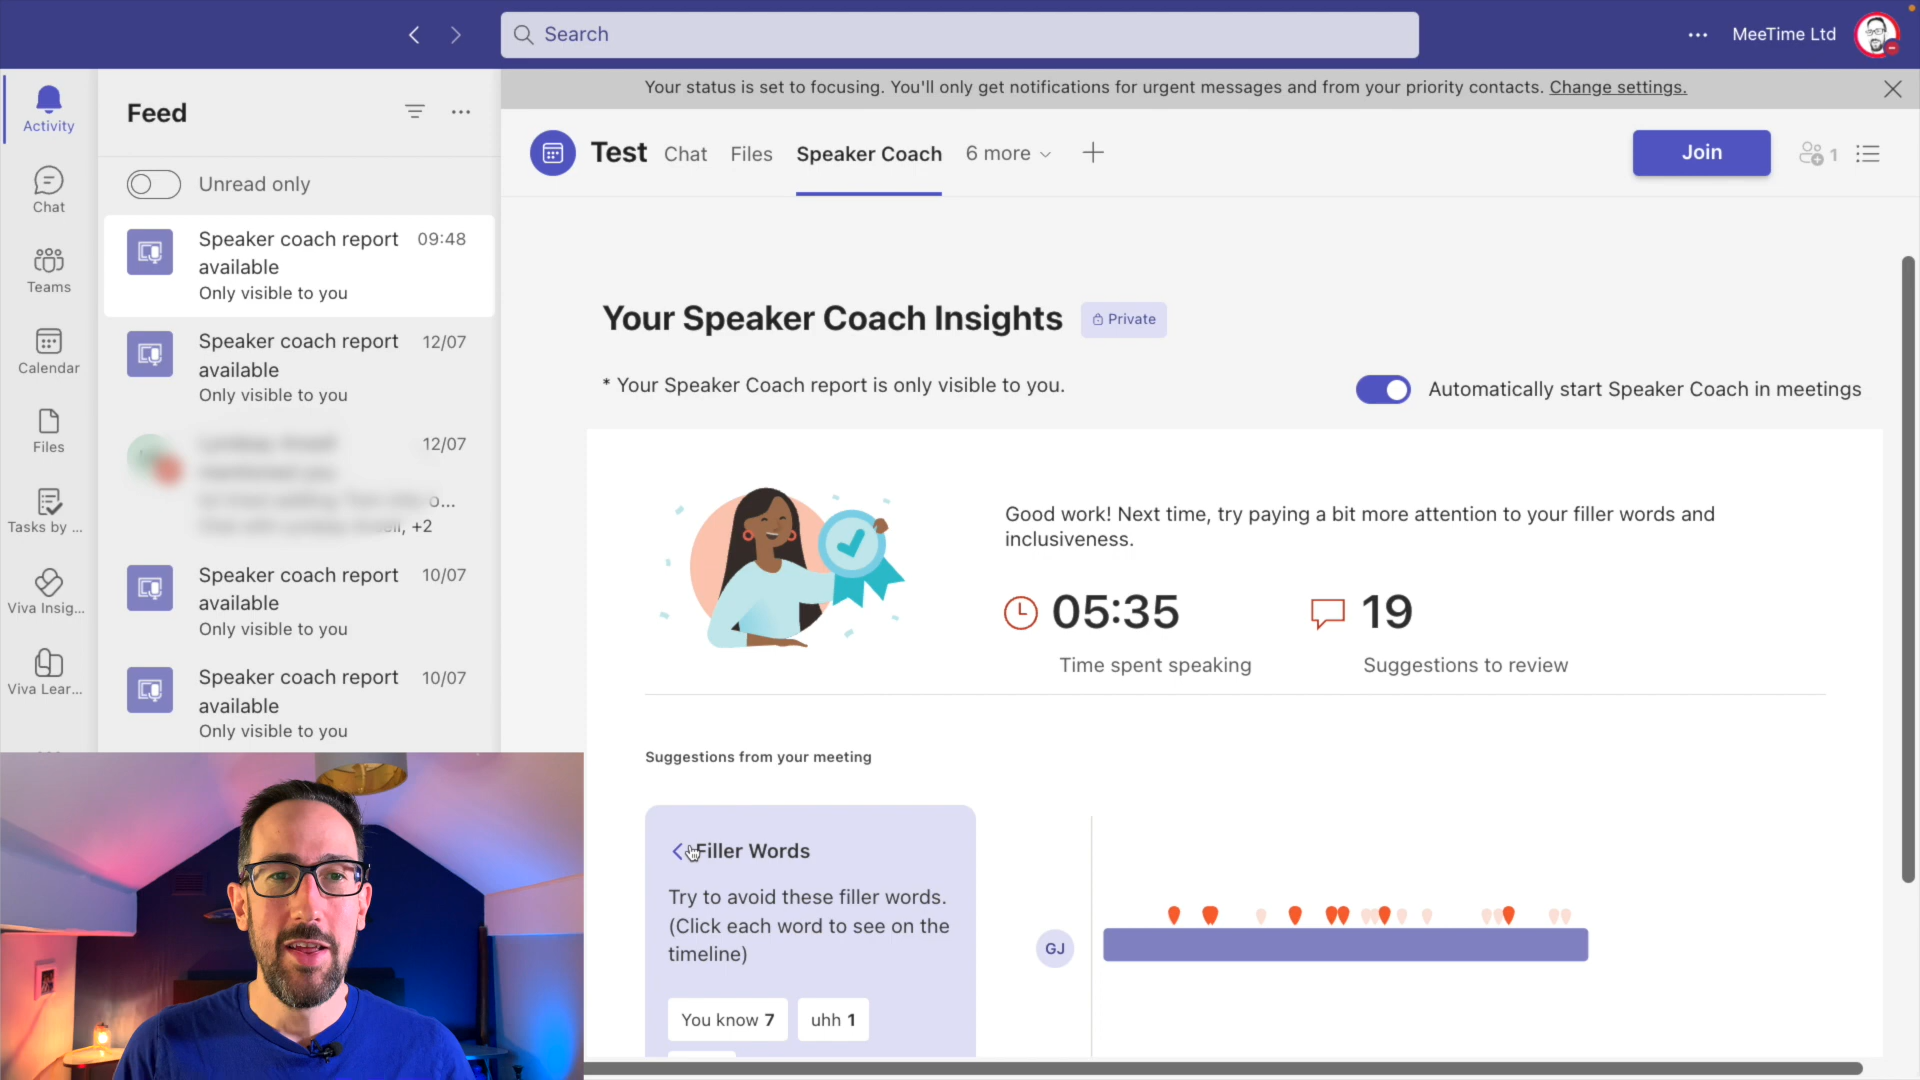 Search
MeeTime Ltd
Your status is set to focusing. You'll only get notifications for urgent messages and from your priority contacts. Change settings.
Activity
Chat
Teams
Calendar
Files
Tasks by ...
Viva Insig...
Viva Lear...
Feed
Unread only
Speaker coach report 09:48
available
Only visible to you
Speaker coach report 12/07
available
Only visible to you
12/07
o...
, +2
Speaker coach report 10/07
available
Only visible to you
Speaker coach report 10/07
available
Only visible to you
Test Chat Files Speaker Coach 6 more
Join
1
Your Speaker Coach Insights Private
* Your Speaker Coach report is only visible to you.
Automatically start Speaker Coach in meetings
Good work! Next time, try paying a bit more attention to your filler words and
inclusiveness.
05:35
Time spent speaking
19
Suggestions to review
Suggestions from your meeting
Filler Words
Try to avoid these filler words.
(Click each word to see on the
timeline)
You know 7
uhh 1
GJ